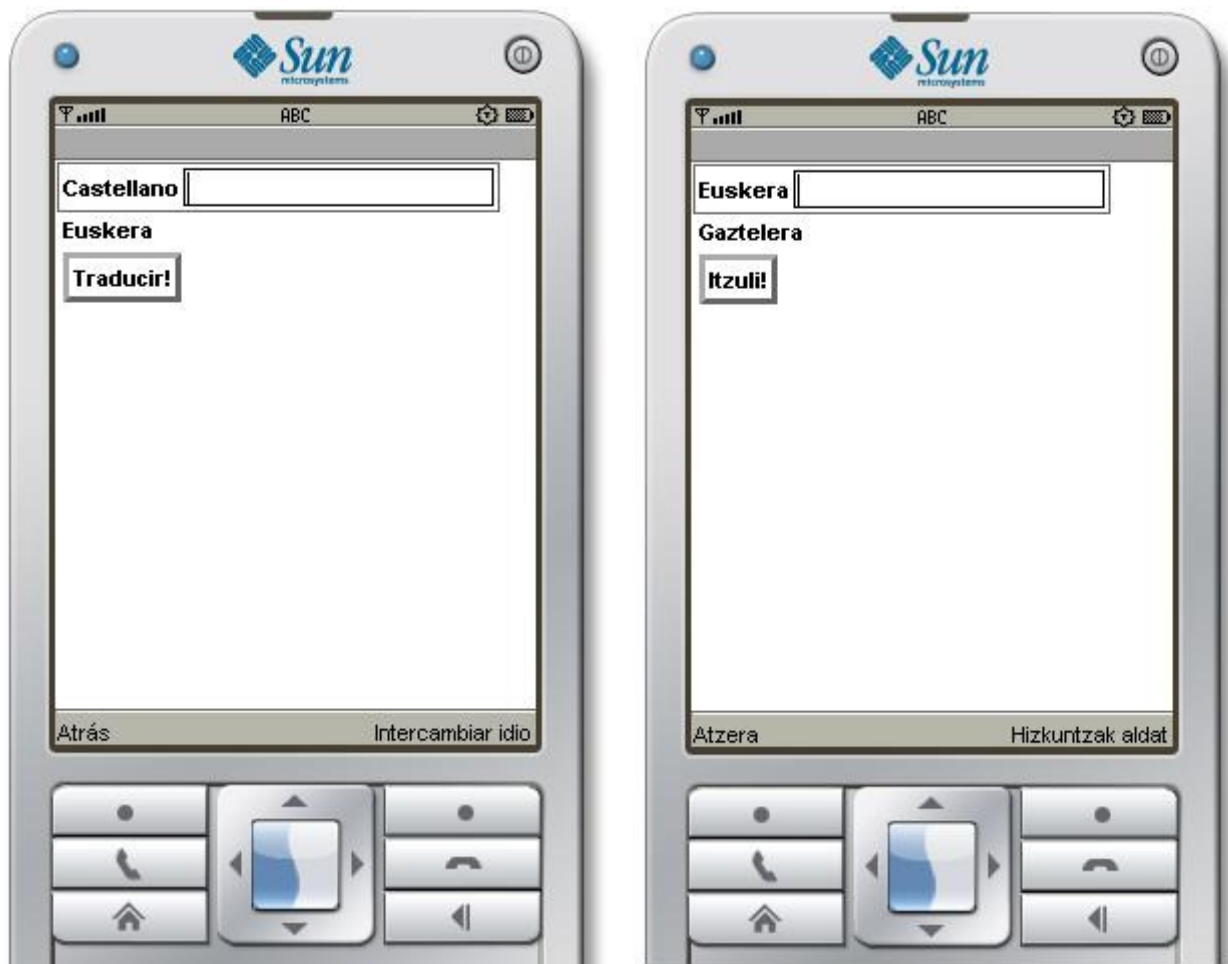 Sun
microsystems
ABC
Castellano
Euskera
Traducir!
Atrás
Intercambiar idio
Sun
microsystems
ABC
Euskera
Gaztelera
Itzuli!
Atzera
Hizkuntzak aldat